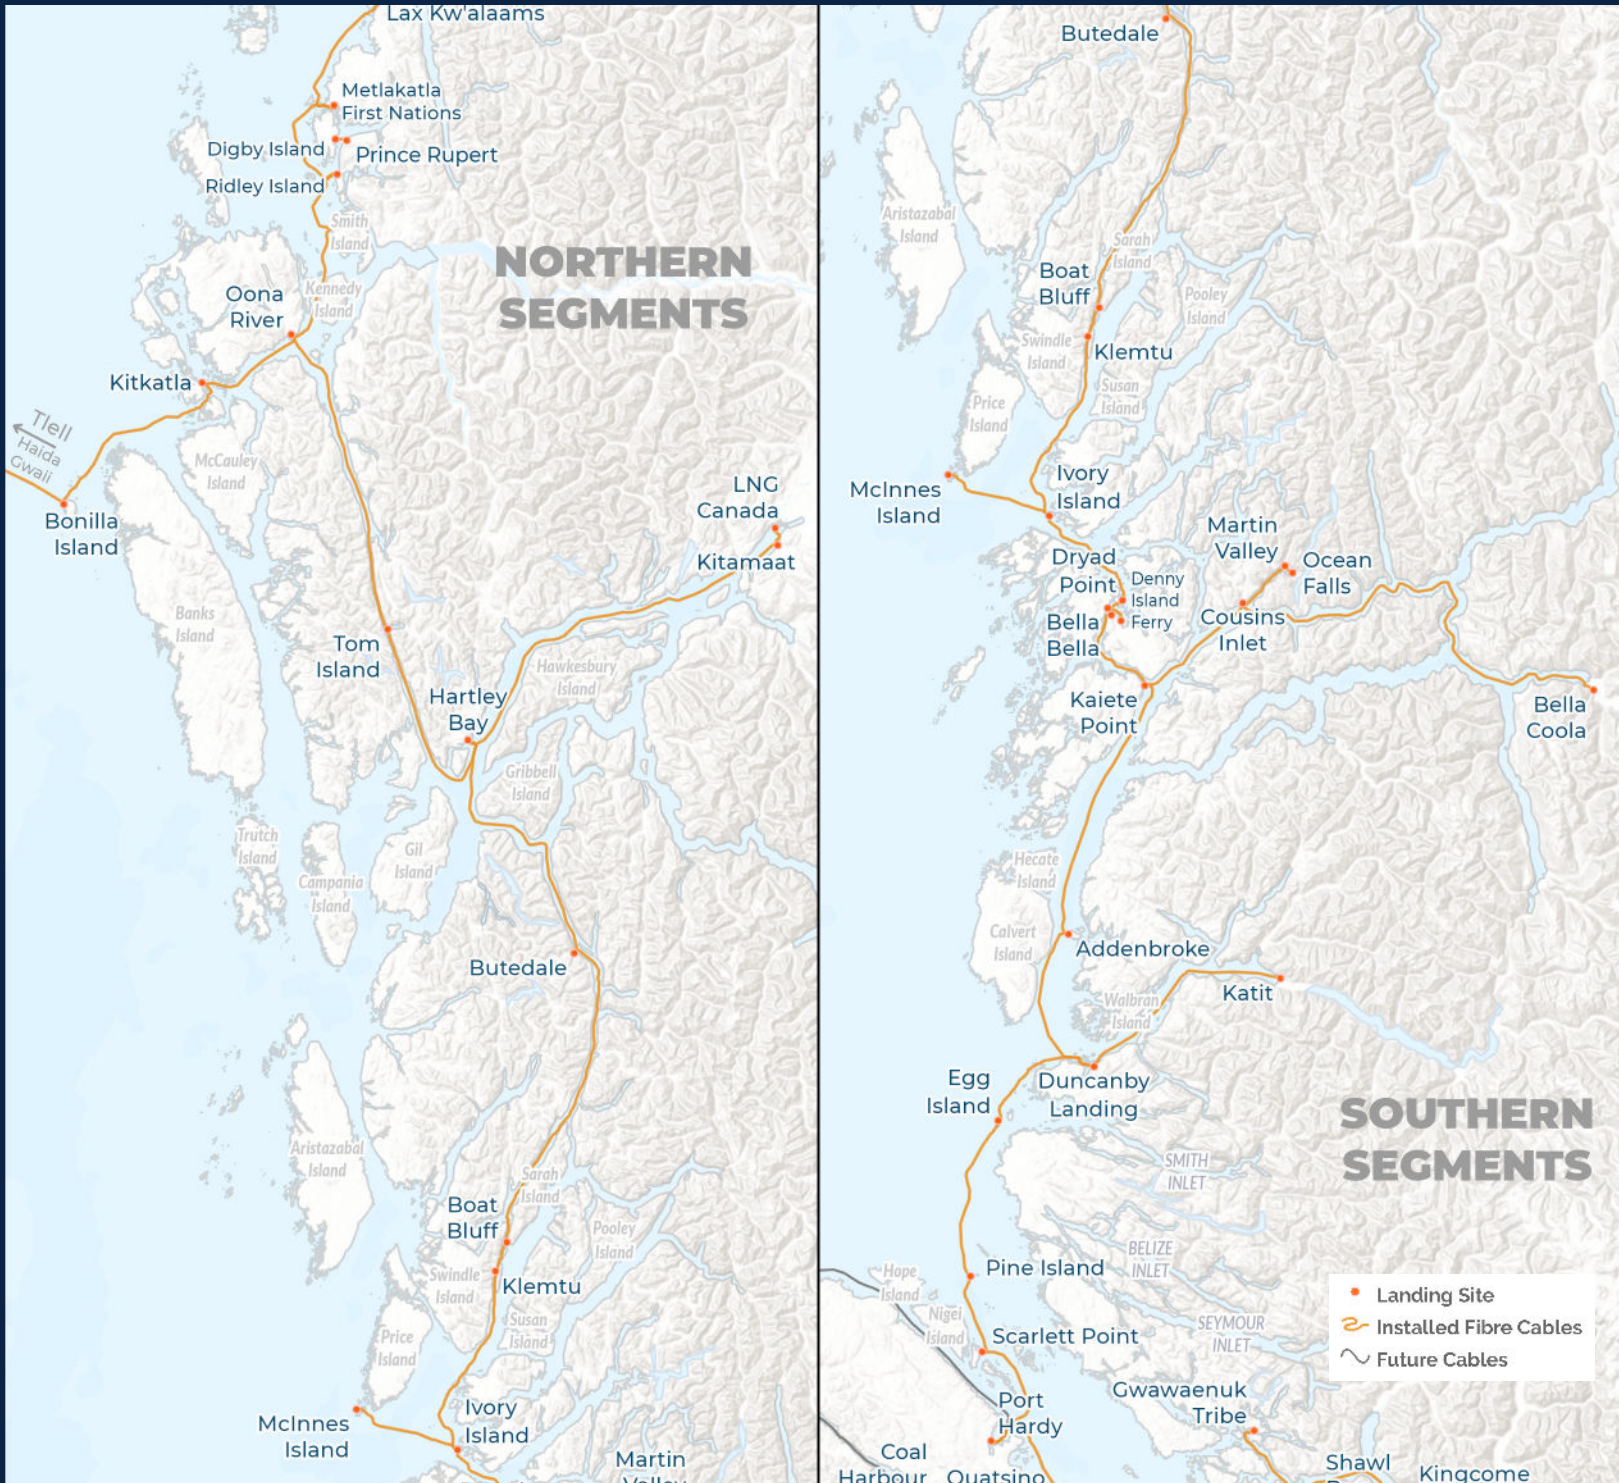 Lax Kw'alaams
Metlakatla
First Nations
Digby Island
Prince Rupert
Ridley Island
Smith
Island
NORTHERN
SEGMENTS
Kennedy
Island
Oona
River
Kitkatla
Tlell
Haida
Gwaii
McCauley
Island
Bonilla
Island
LNG
Canada
Kitamaat
Banks
Island
Tom
Island
Hawkesbury
Island
Hartley
Bay
Gribbell
Island
Trutch
Island
Gil
Island
Campania
Island
Butedale
Aristazabal
Island
Sarah
Island
Boat
Bluff
Pooley
Island
Swindle
Island
Klemtu
Susan
Island
Price
Island
McInnes
Island
Ivory
Island
Martin
Valley
Butedale
Aristazabal
Island
Sarah
Island
Boat
Bluff
Pooley
Island
Swindle
Island
Klemtu
Susan
Island
Price
Island
McInnes
Island
Ivory
Island
Martin
Valley
Ocean
Falls
Dryad
Point
Denny
Island
Ferry
Bella
Bella
Cousins
Inlet
Kaiete
Point
Bella
Coola
Hecate
Island
Calvert
Island
Addenbroke
Katit
Walbran
Island
Egg
Island
Duncanby
Landing
SOUTHERN
SEGMENTS
SMITH
INLET
BELIZE
INLET
Hope
Island
Pine Island
Nigei
Island
Scarlett Point
SEYMOUR
INLET
Landing Site
Installed Fibre Cables
Future Cables
Port
Hardy
Gwawaenuk
Tribe
Coal
Harbour
Quatsino
Shawl
Kingcome